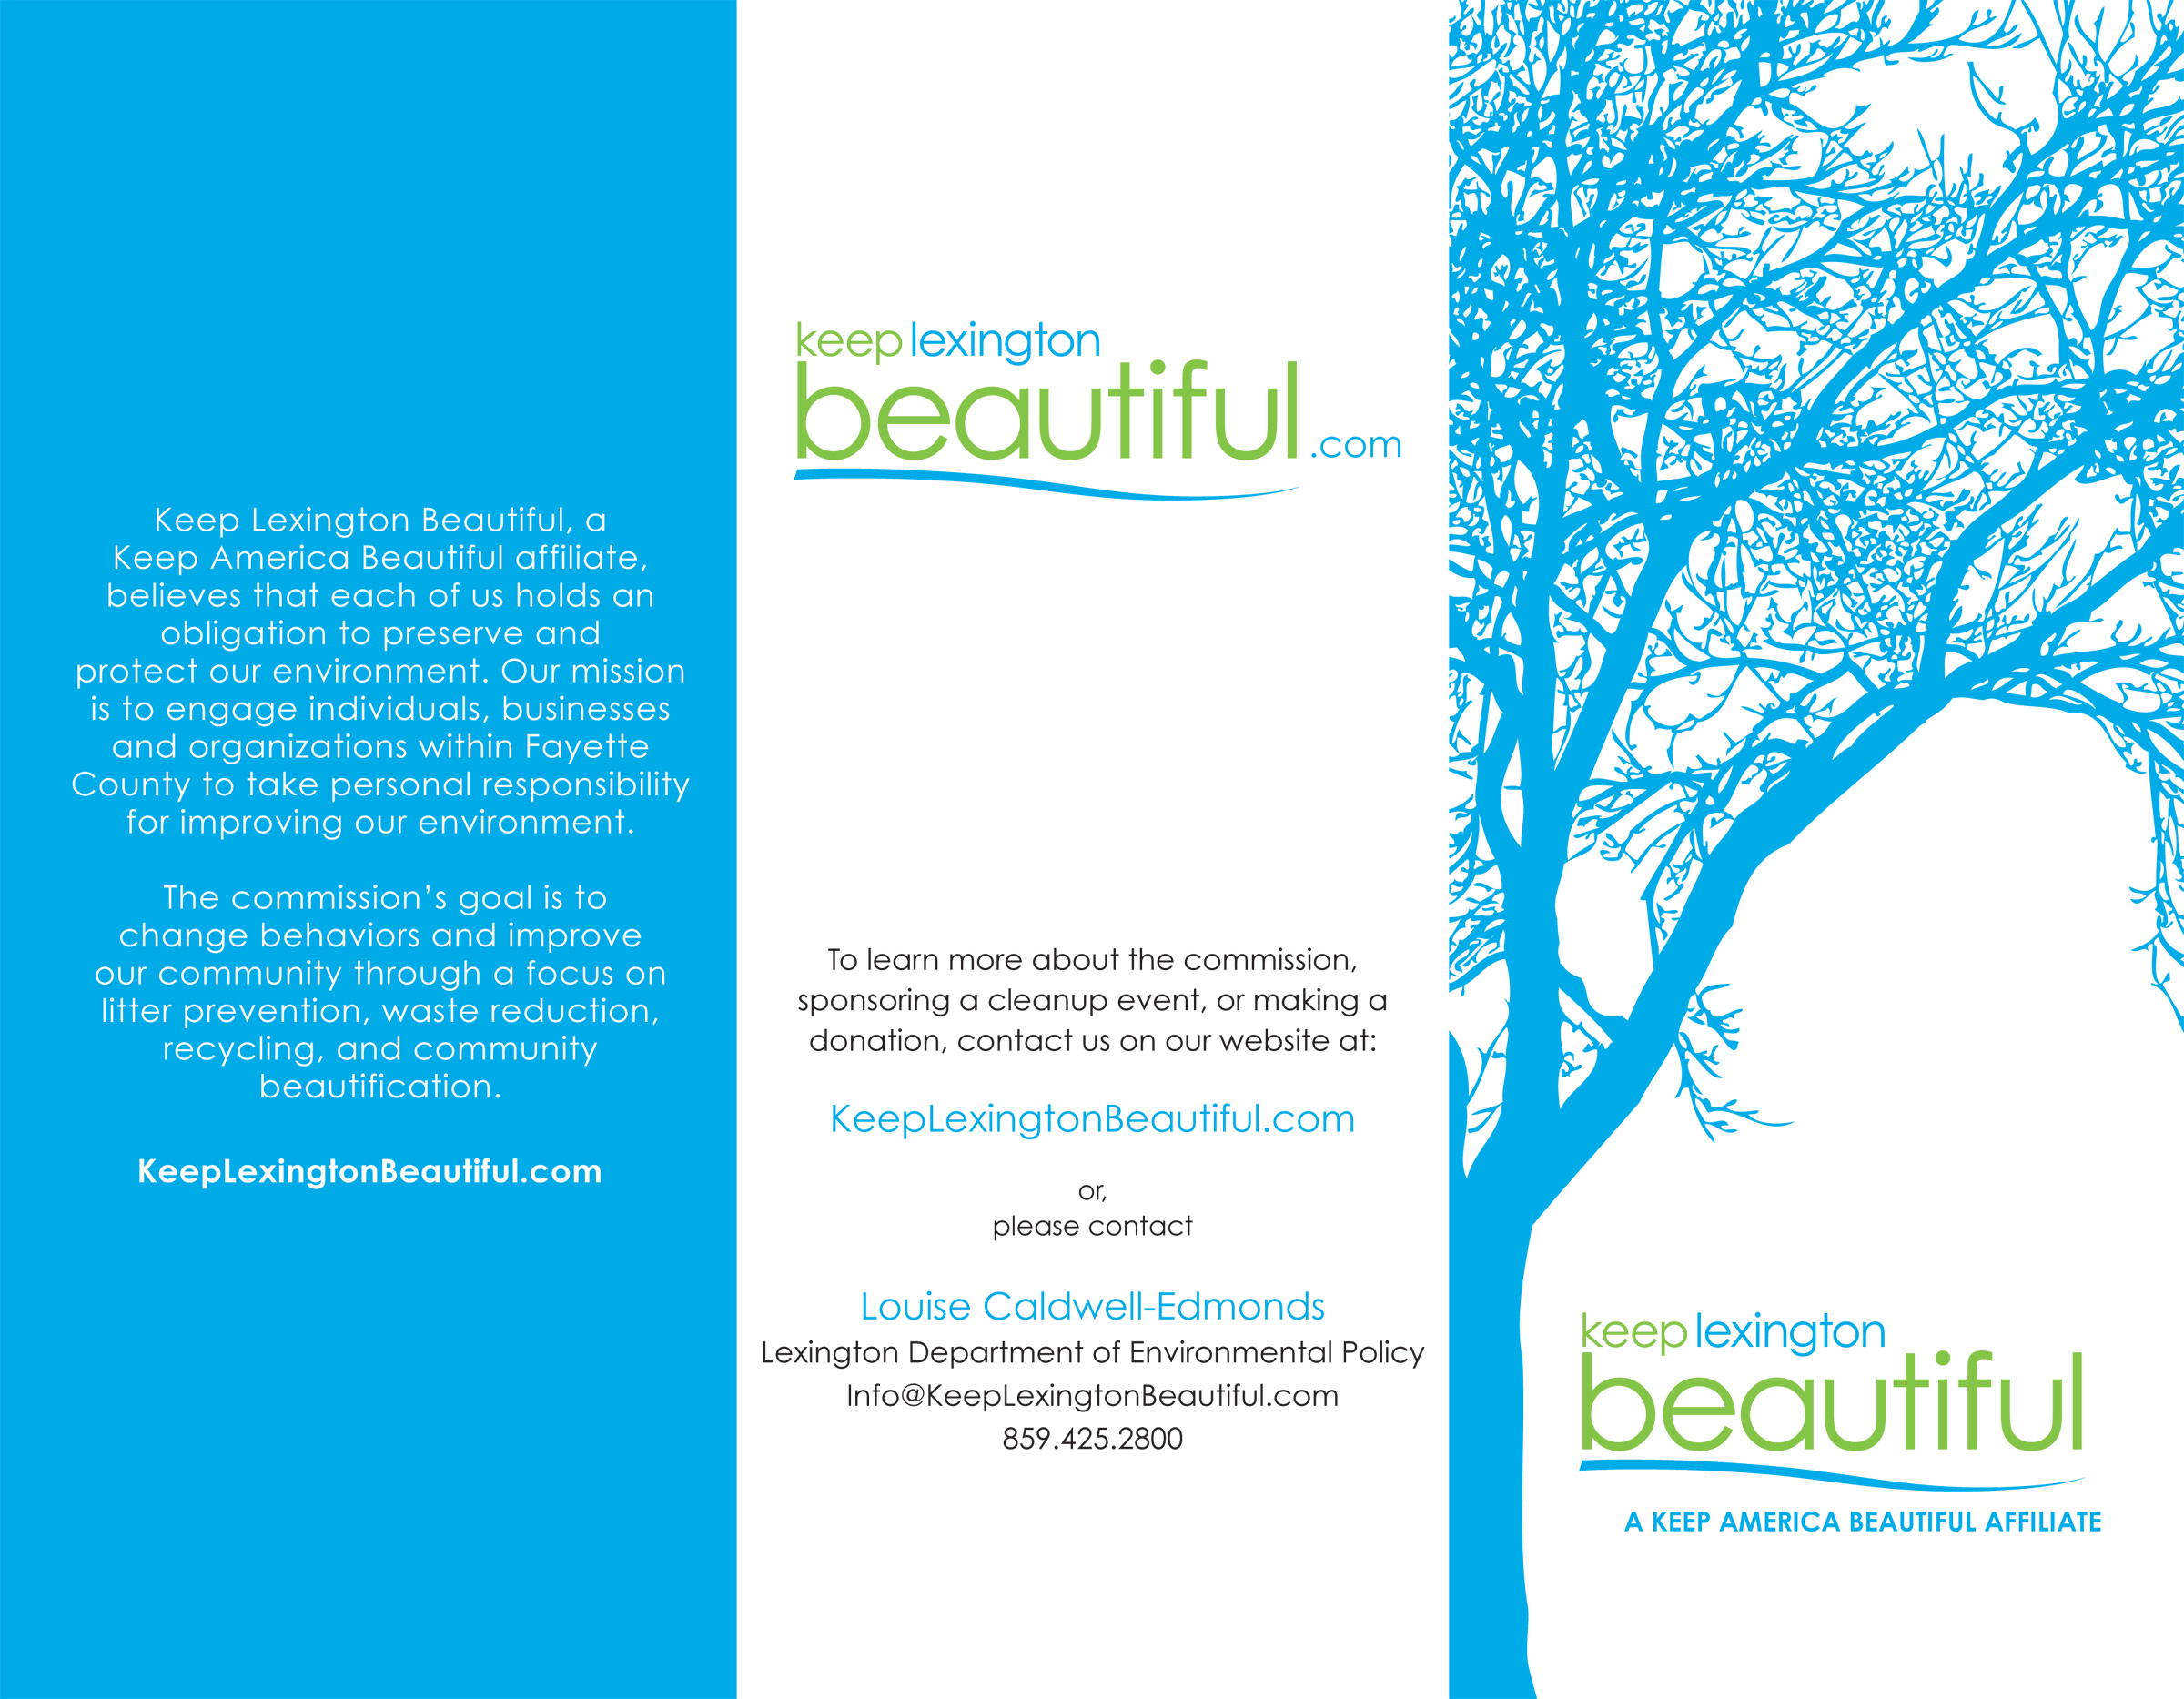 Keep Lexington Beautiful, a
Keep America Beautiful affiliate,
believes that each of us holds an
obligation to preserve and
protect our environment. Our mission
is to engage individuals, businesses
and organizations within Fayette
County to take personal responsibility
for improving our environment.
The commission's goal is to
change behaviors and improve
our community through a focus on
litter prevention, waste reduction,
recycling, and community
beautification.
KeepLexingtonBeautiful.com
keep lexington
beautiful.com
To learn more about the commission,
sponsoring a cleanup event, or making a
donation, contact us on our website at:
KeepLexingtonBeautiful.com
or,
please contact
Louise Caldwell-Edmonds
Lexington Department of Environmental Policy
Info@KeepLexingtonBeautiful.com
859.425.2800
keep lexington
beautiful
A KEEP AMERICA BEAUTIFUL AFFILIATE